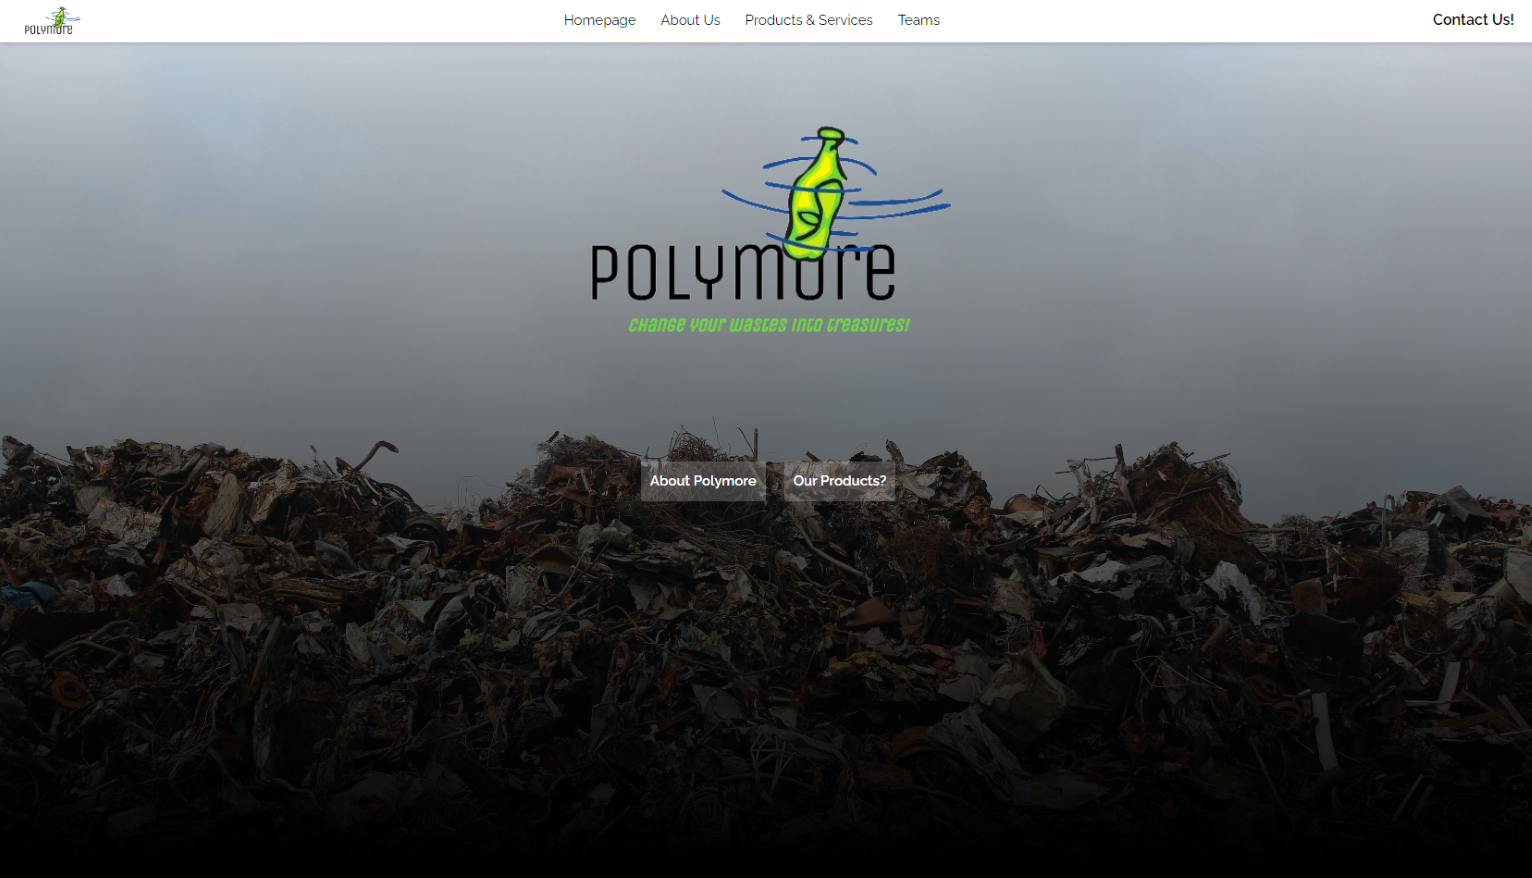 POLYMORE
Homepage About Us Products & Services Teams Contact Us!
POLYMORE
Change your wastes into treasures!
About Polymore Our Products?